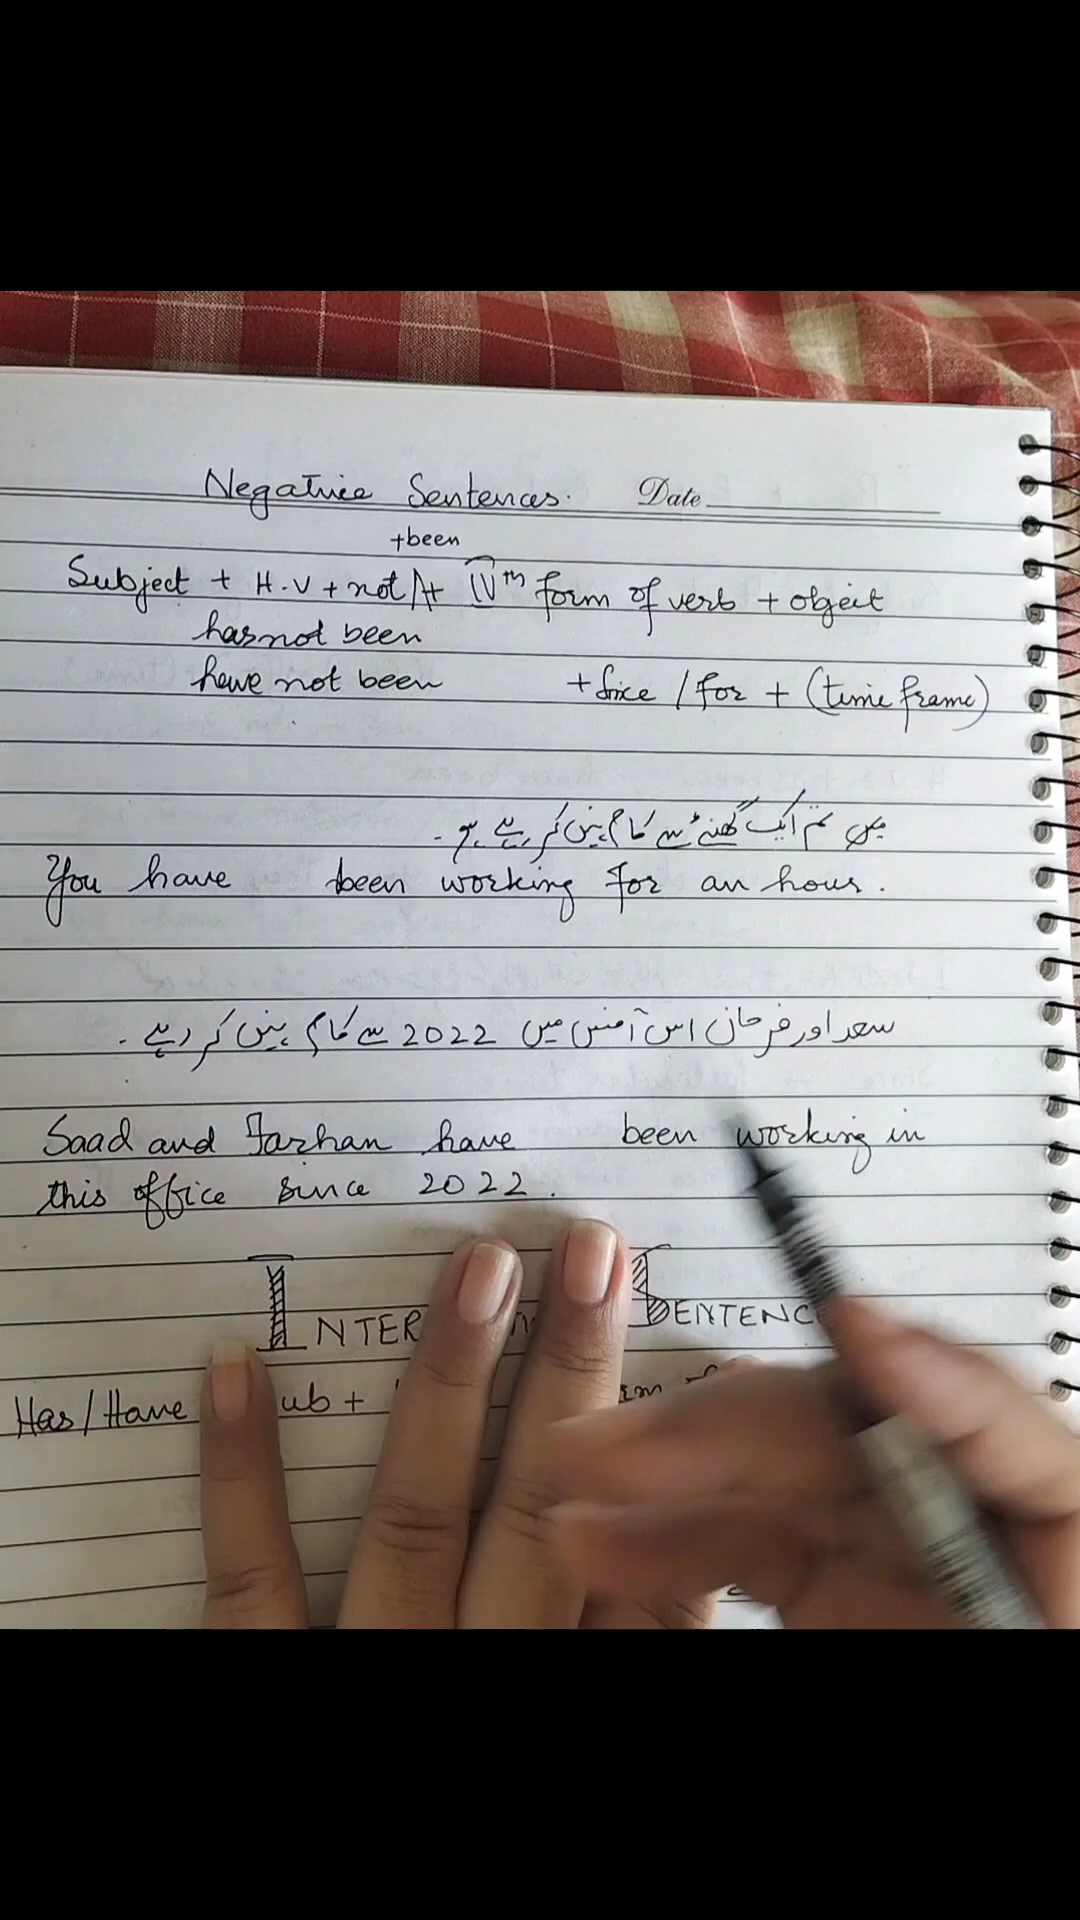 Negative Sentences. Date
+been
Subject + H.V + not + IVth form of verb + object
has not been
have not been + since / for + (time frame)
تم ایک گھنٹے سے کام نہیں کر رہے ہو۔
You have been working for an hour.
سعد اور فرحان اس آفس میں 2022 سے کام نہیں کر رہے۔
Saad and Farhan have been working in
this office since 2022.
INTER SENTENC
Has/Have ub +